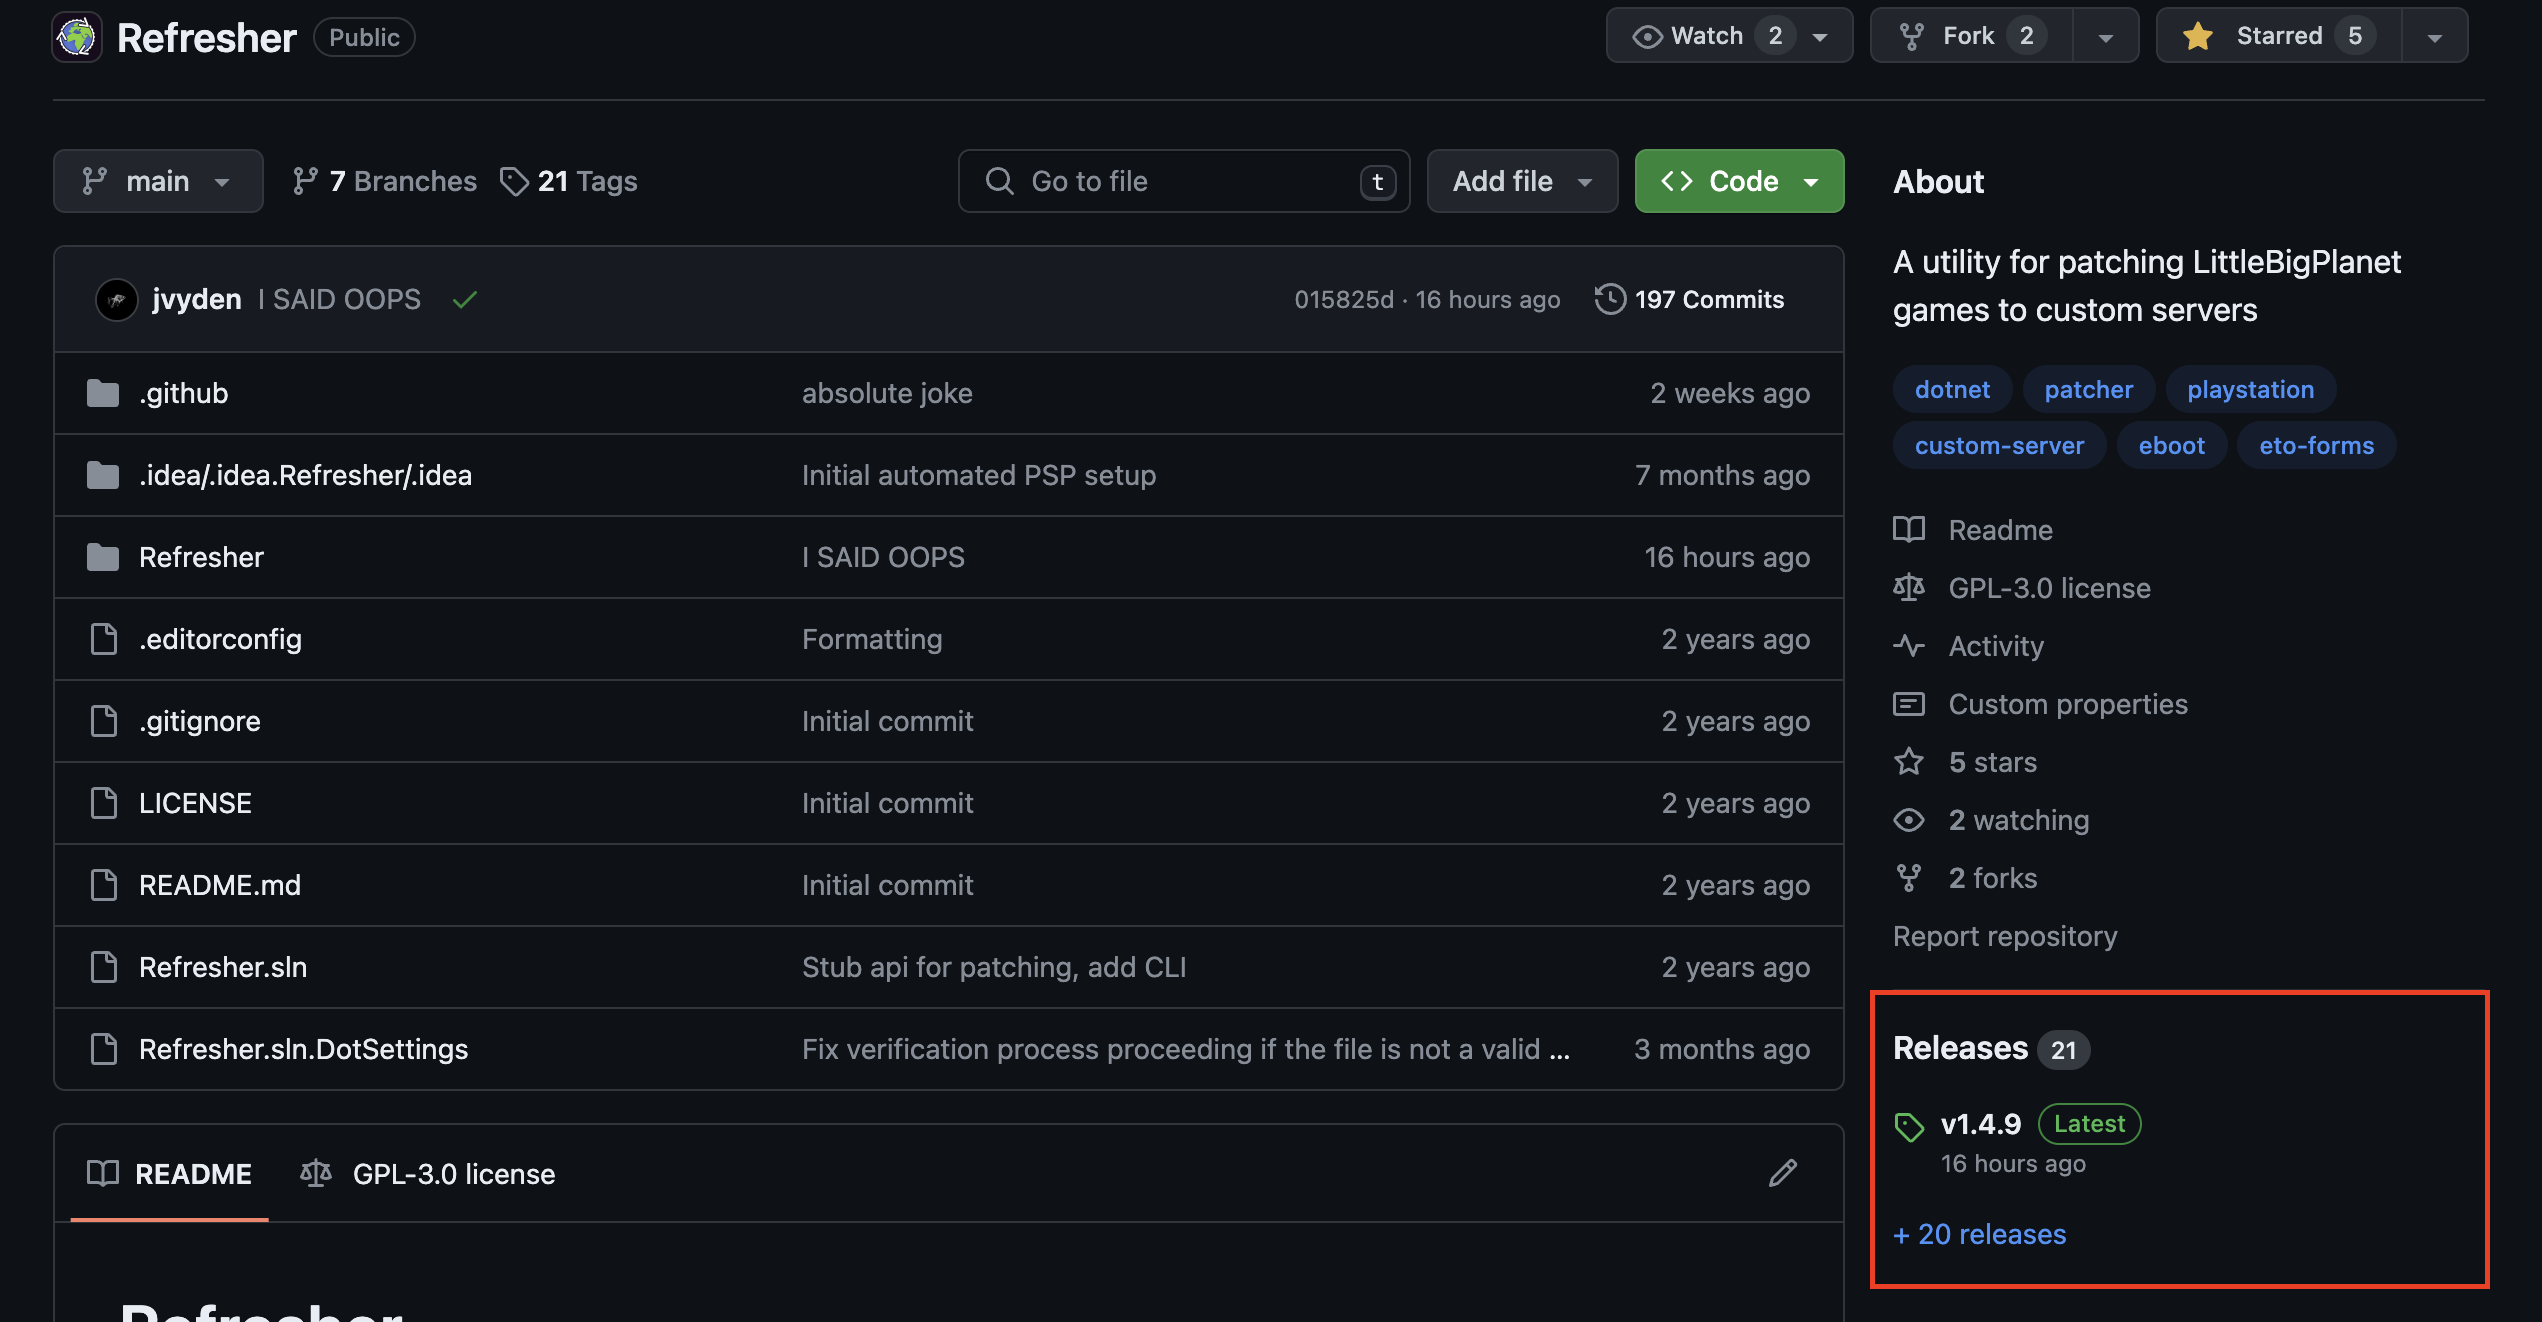 Refresher Public
Watch 2
Fork 2
Starred 5
main
7 Branches
21 Tags
Go to file t
Add file
<> Code
jvyden I SAID OOPS
015825d · 16 hours ago
197 Commits
.github absolute joke 2 weeks ago
.idea/.idea.Refresher/.idea Initial automated PSP setup 7 months ago
Refresher I SAID OOPS 16 hours ago
.editorconfig Formatting 2 years ago
.gitignore Initial commit 2 years ago
LICENSE Initial commit 2 years ago
README.md Initial commit 2 years ago
Refresher.sln Stub api for patching, add CLI 2 years ago
Refresher.sln.DotSettings Fix verification process proceeding if the file is not a valid ... 3 months ago
README
GPL-3.0 license
Refresher
About
A utility for patching LittleBigPlanet
games to custom servers
dotnet patcher playstation
custom-server eboot eto-forms
Readme
GPL-3.0 license
Activity
Custom properties
5 stars
2 watching
2 forks
Report repository
Releases 21
v1.4.9 Latest
16 hours ago
+ 20 releases